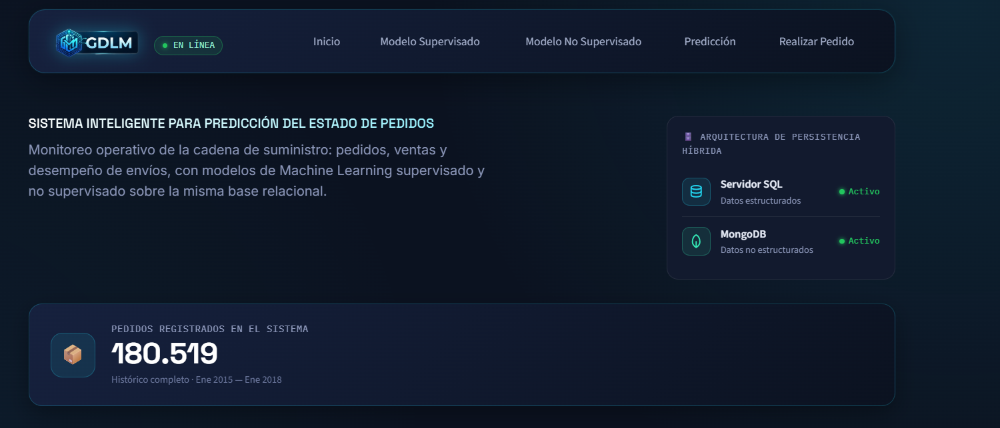 GDLM
EN LÍNEA
Inicio
Modelo Supervisado
Modelo No Supervisado
Predicción
Realizar Pedido
SISTEMA INTELIGENTE PARA PREDICCIÓN DEL ESTADO DE PEDIDOS
Monitoreo operativo de la cadena de suministro: pedidos, ventas y
desempeño de envíos, con modelos de Machine Learning supervisado y
no supervisado sobre la misma base relacional.
ARQUITECTURA DE PERSISTENCIA
HÍBRIDA
Servidor SQL
Datos estructurados
Activo
MongoDB
Datos no estructurados
Activo
PEDIDOS REGISTRADOS EN EL SISTEMA
180.519
Histórico completo · Ene 2015 — Ene 2018